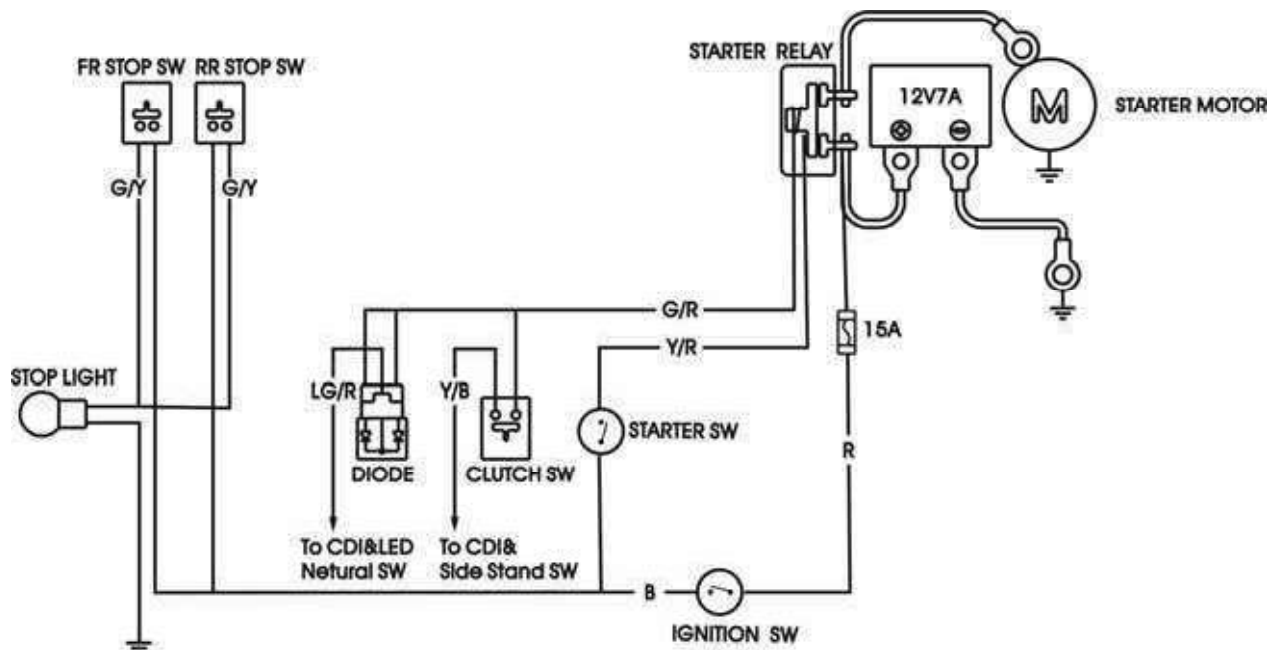 STARTER RELAY
FR STOP SW RR STOP SW
12V7A
M
STARTER MOTOR
G/Y
G/Y
G/R
15A
Y/R
STOP LIGHT
LG/R
Y/B
STARTER SW
R
DIODE
CLUTCH SW
To CDI&LED
Netural SW
To CDI&
Side Stand SW
B
IGNITION SW